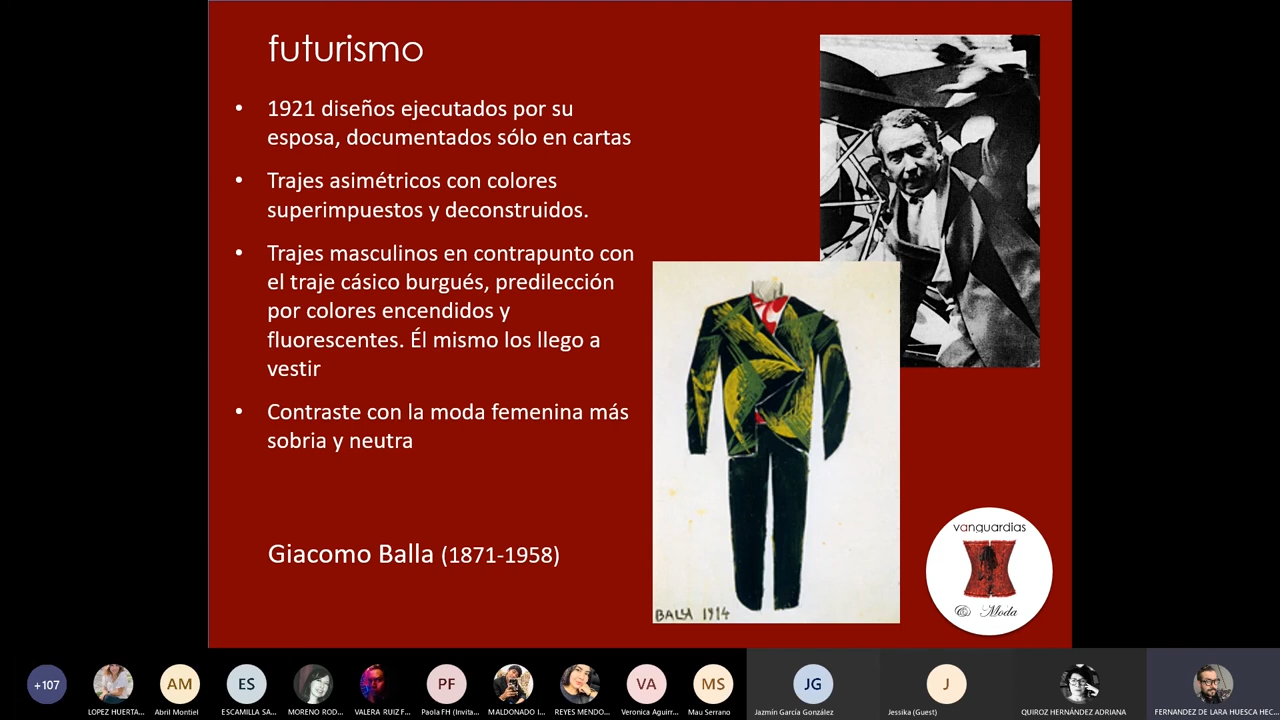 futurismo
• 1921 diseños ejecutados por su
esposa, documentados sólo en cartas
• Trajes asimétricos con colores
superimpuestos y deconstruidos.
• Trajes masculinos en contrapunto con
el traje cásico burgués, predilección
por colores encendidos y
fluorescentes. Él mismo los llego a
vestir
• Contraste con la moda femenina más
sobria y neutra
Giacomo Balla (1871-1958)
BALLA 1914
vanguardias
& Moda
+107
AM
ES
PF
VA
MS
JG
J
LOPEZ HUERTA...
Abril Montiel
ESCAMILLA SA...
MORENO ROD...
VALERA RUIZ F...
Paola FH (Invita...
MALDONADO I...
REYES MENDO...
Veronica Aguirr...
Mau Serrano
Jazmín García González
Jessika (Guest)
QUIROZ HERNÁNDEZ ADRIANA
FERNANDEZ DE LARA HUESCA HEC...